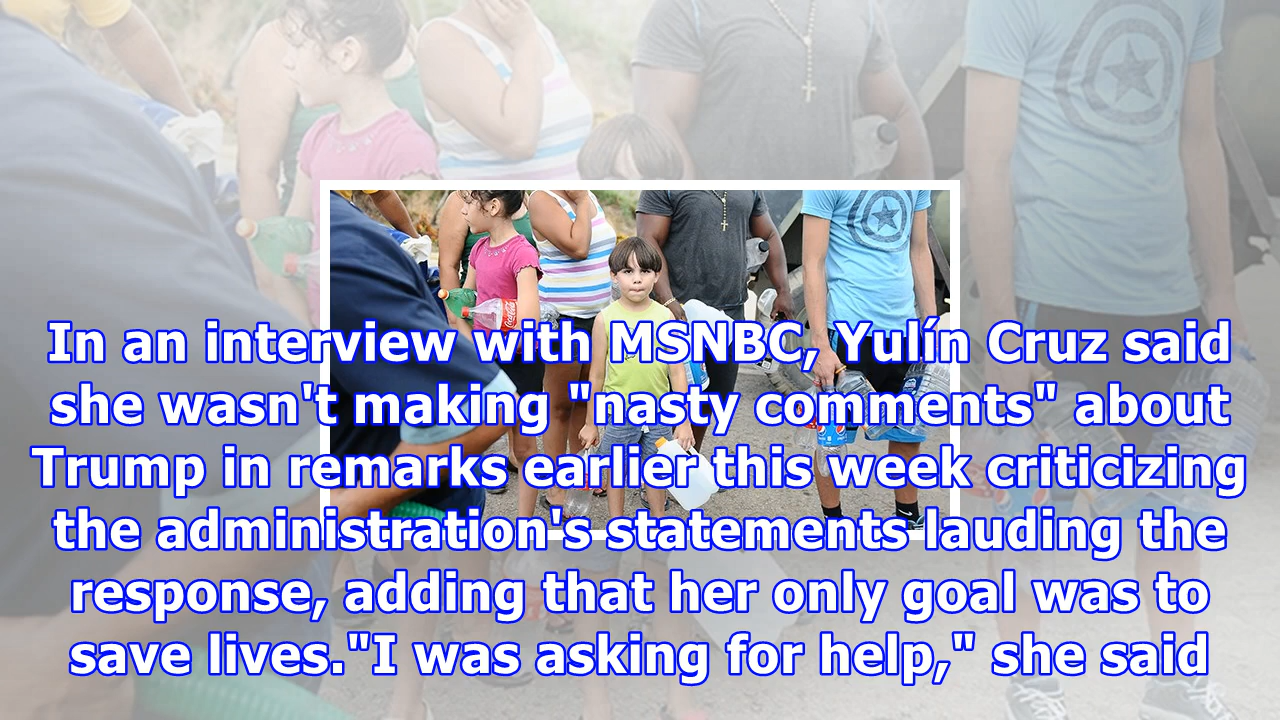 In an interview with MSNBC, Yulín Cruz said
she wasn't making "nasty comments" about
Trump in remarks earlier this week criticizing
the administration's statements lauding the
response, adding that her only goal was to
save lives."I was asking for help," she said